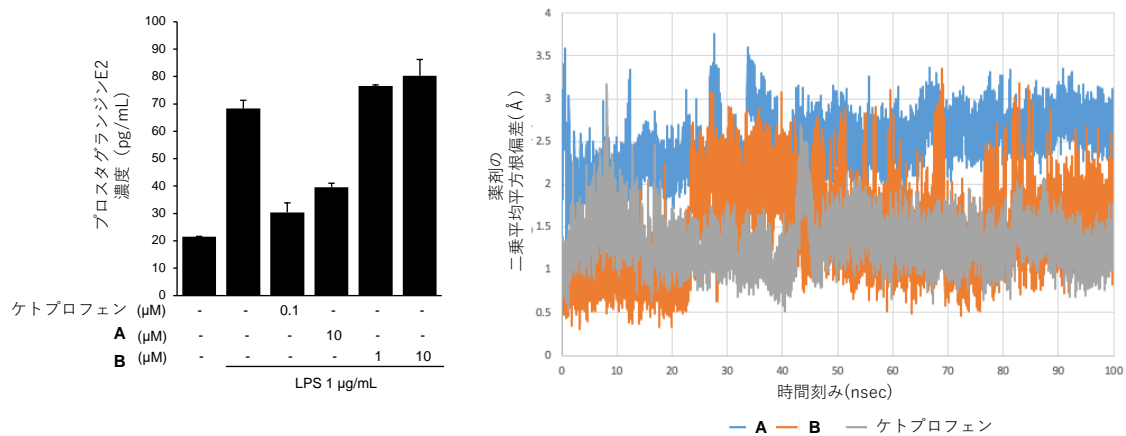 プロスタグランジンE2
濃度（pg/mL）
100
90
80
70
60
50
40
30
20
10
0
ケトプロフェン (μM) - - 0.1 - - -
A (μM) - - - 10 - -
B (μM) - - - - 1 10
LPS 1 μg/mL
薬剤の
二乗平均平方根偏差(Å)
4
3.5
3
2.5
2
1.5
1
0.5
0
0 10 20 30 40 50 60 70 80 90 100
時間刻み(nsec)
A B ケトプロフェン